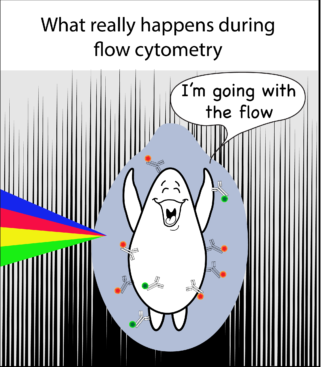 What really happens during
flow cytometry
I'm going with
the flow